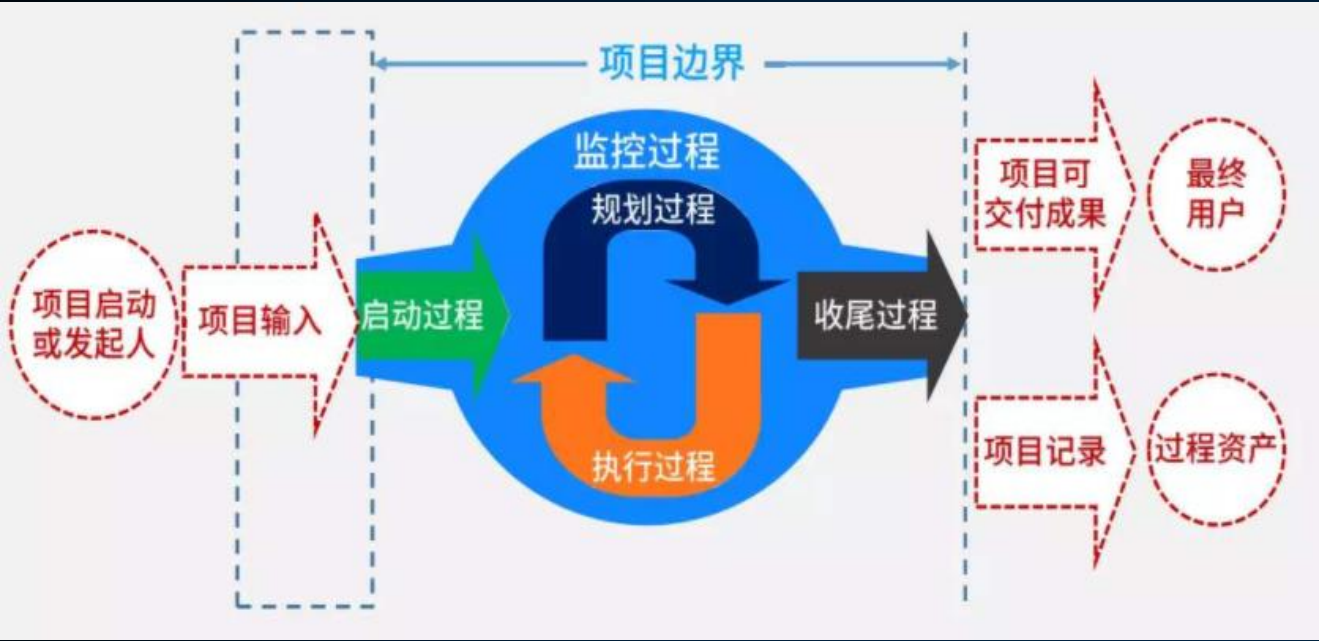 项目边界
监控过程
规划过程
项目启动
或发起人
项目输入
启动过程
收尾过程
执行过程
项目可
交付成果
最终
用户
项目记录
过程资产